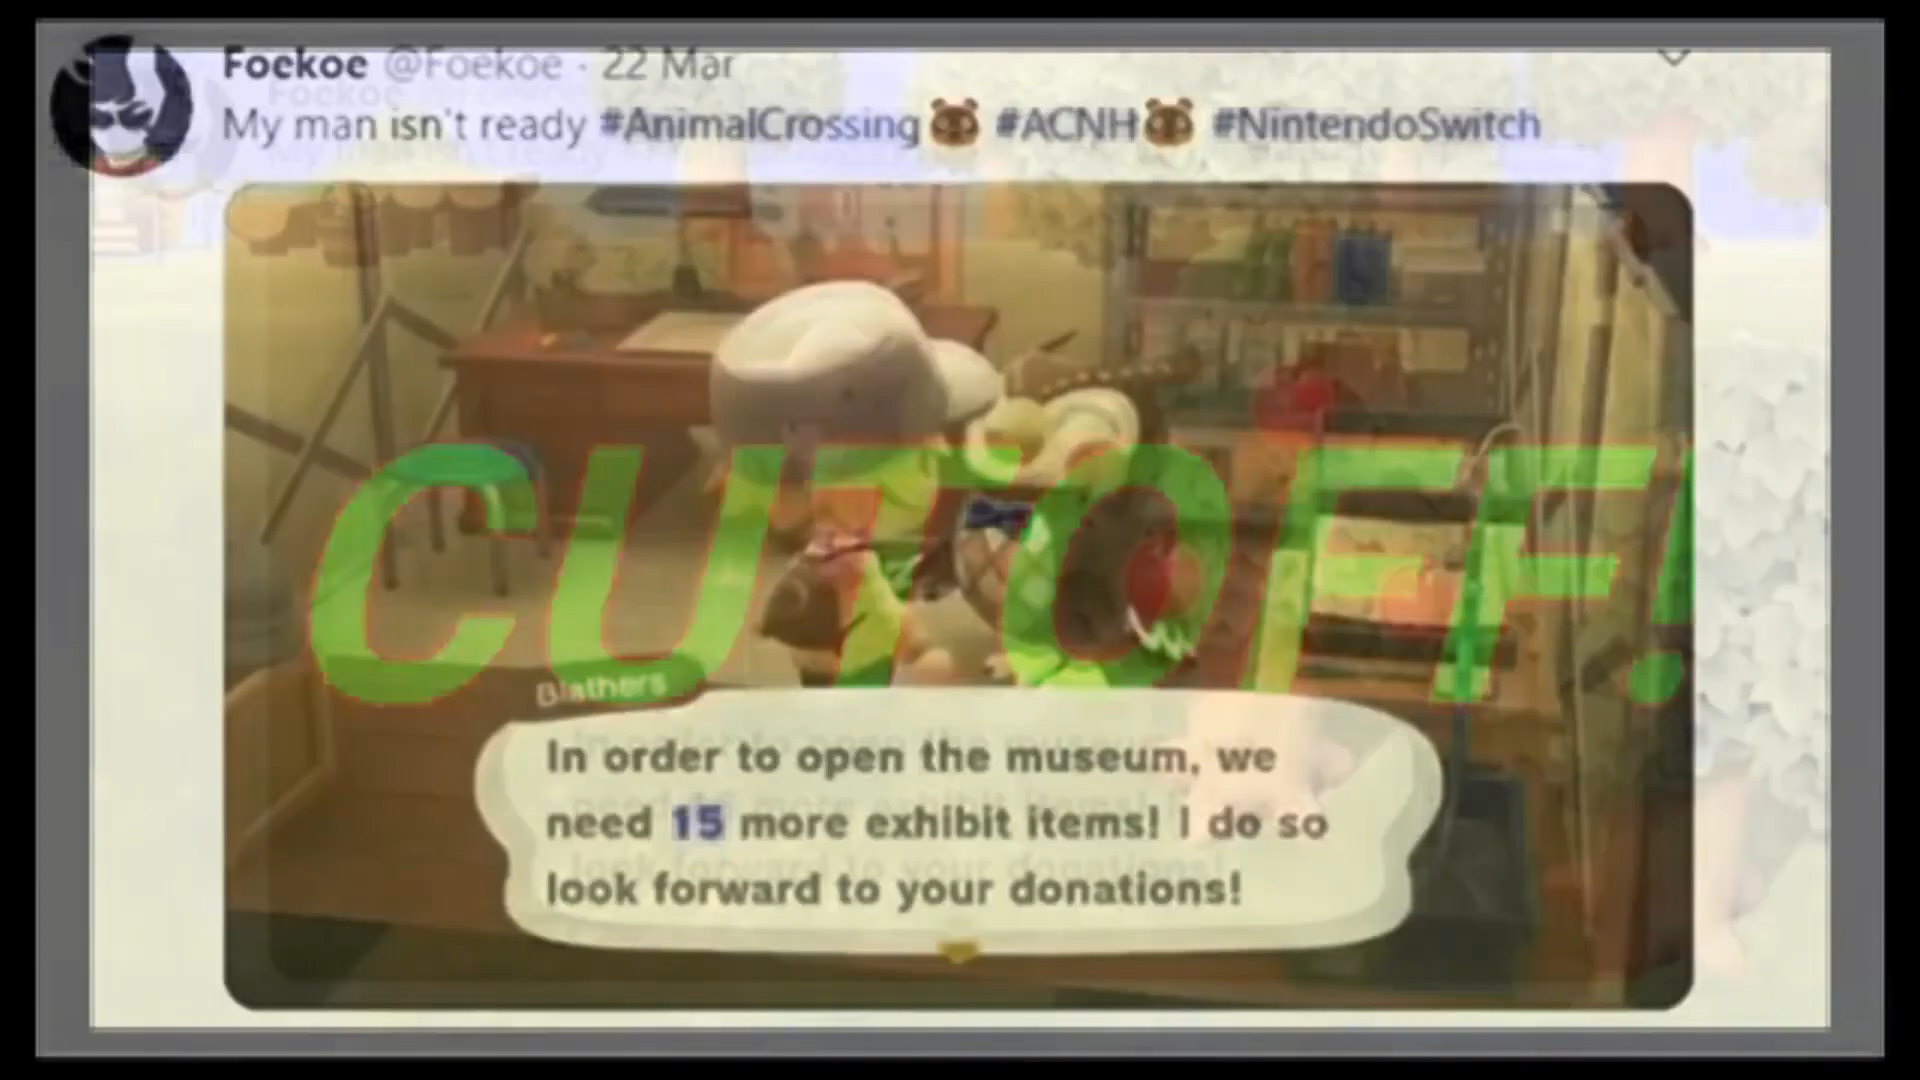 Foekoe @Foekoe · 22 Mar
My man isn't ready #AnimalCrossing #ACNH #NintendoSwitch
CUTOFF!
Blathers
In order to open the museum, we
need 15 more exhibit items! I do so
look forward to your donations!